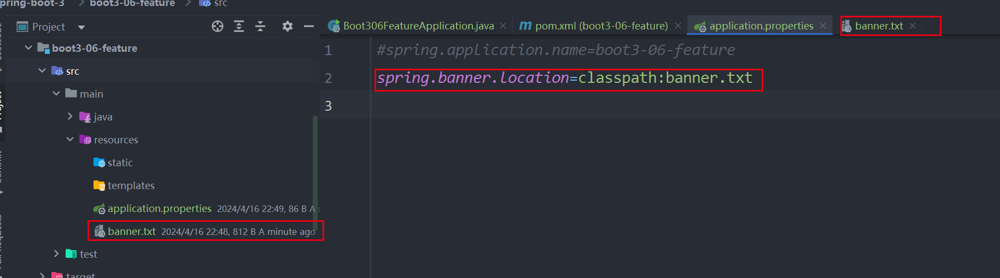 pring-boot-3 > boot3-06-feature > src
Project
Boot306FeatureApplication.java
pom.xml (boot3-06-feature)
application.properties
banner.txt
boot3-06-feature
src
main
java
resources
static
templates
application.properties 2024/4/16 22:49, 86 B A
banner.txt 2024/4/16 22:48, 812 B A minute ago
test
target
1 #spring.application.name=boot3-06-feature
2 spring.banner.location=classpath:banner.txt
3